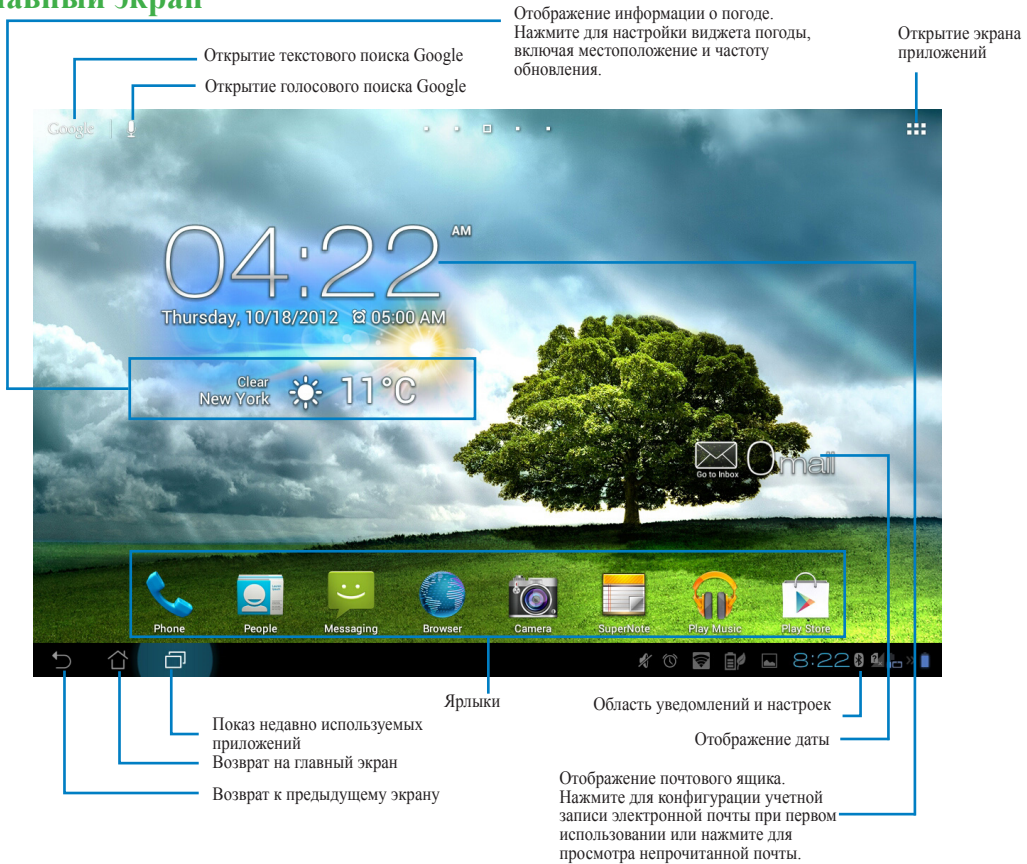 лавный экран
Отображение информации о погоде.
Нажмите для настройки виджета погоды,
включая местоположение и частоту
обновления.
Открытие экрана
приложений
Открытие текстового поиска Google
Открытие голосового поиска Google
Google
04:22 AM
Thursday, 10/18/2012 05:00 AM
Clear
New York
11°C
Go to Inbox
0mail
Phone
People
Messaging
Browser
Camera
SuperNote
Play Music
Play Store
8:22
Ярлыки
Область уведомлений и настроек
Показ недавно используемых
приложений
Отображение даты
Возврат на главный экран
Возврат к предыдущему экрану
Отображение почтового ящика.
Нажмите для конфигурации учетной
записи электронной почты при первом
использовании или нажмите для
просмотра непрочитанной почты.